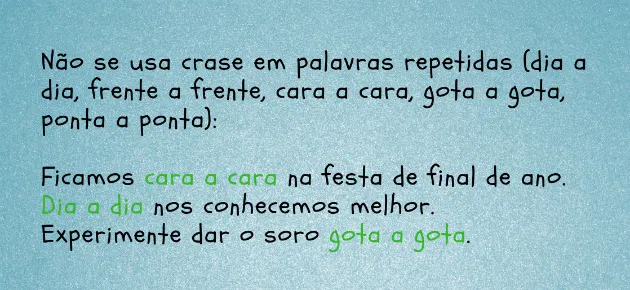 Não se usa crase em palavras repetidas (dia a
dia, frente a frente, cara a cara, gota a gota,
ponta a ponta):
Ficamos cara a cara na festa de final de ano.
Dia a dia nos conhecemos melhor.
Experimente dar o soro gota a gota.